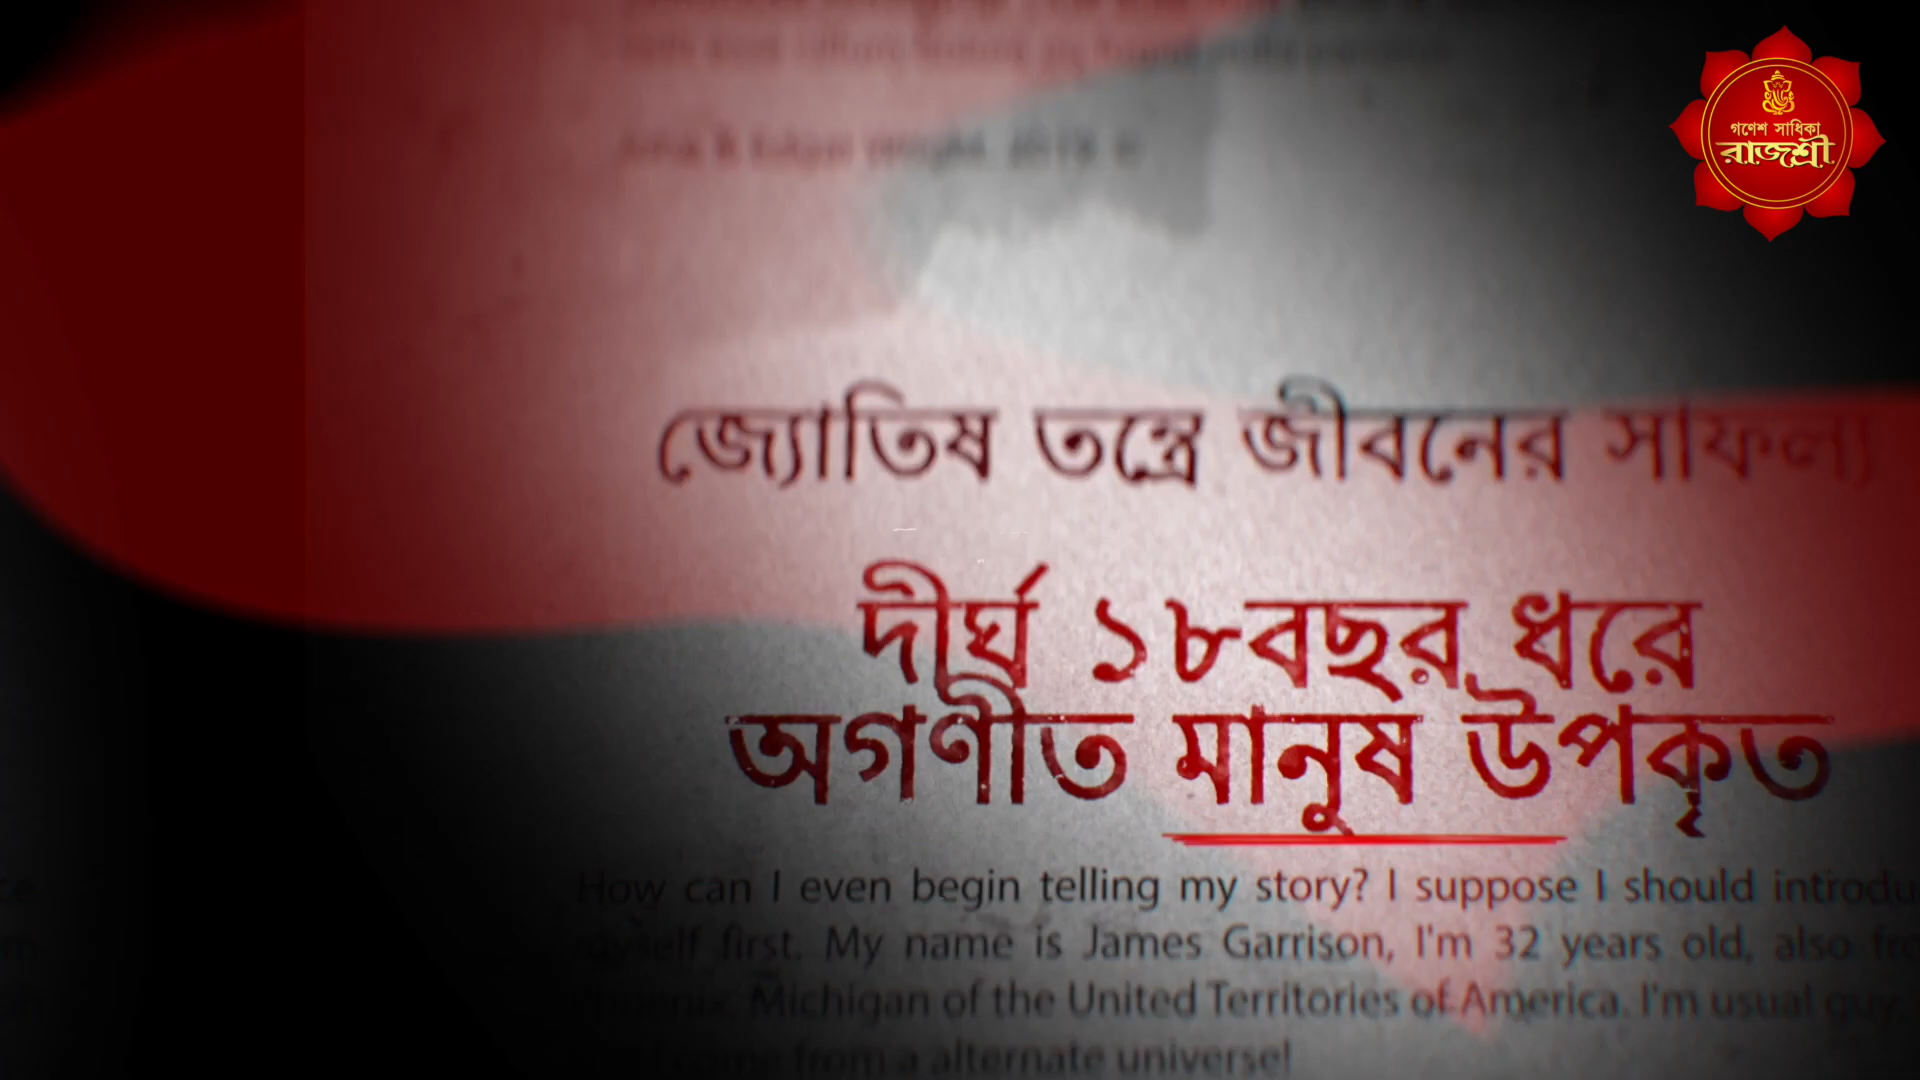 গণেশ সাধিকা
রাজশ্রী
জ্যোতিষ তন্ত্রে জীবনের সাফল্য
দীর্ঘ ১৮বছর ধরে
অগণীত মানুষ উপকৃত
How can I even begin telling my story? I suppose I should introdu
myself first. My name is James Garrison, I'm 32 years old, also fro
Michigan of the United Territories of America. I'm usual guy,
from a alternate universe!